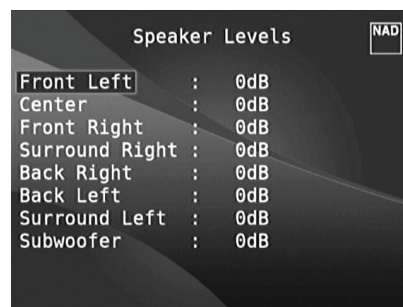 Speaker Levels
NAD
Front Left : 0dB
Center : 0dB
Front Right : 0dB
Surround Right : 0dB
Back Right : 0dB
Back Left : 0dB
Surround Left : 0dB
Subwoofer : 0dB